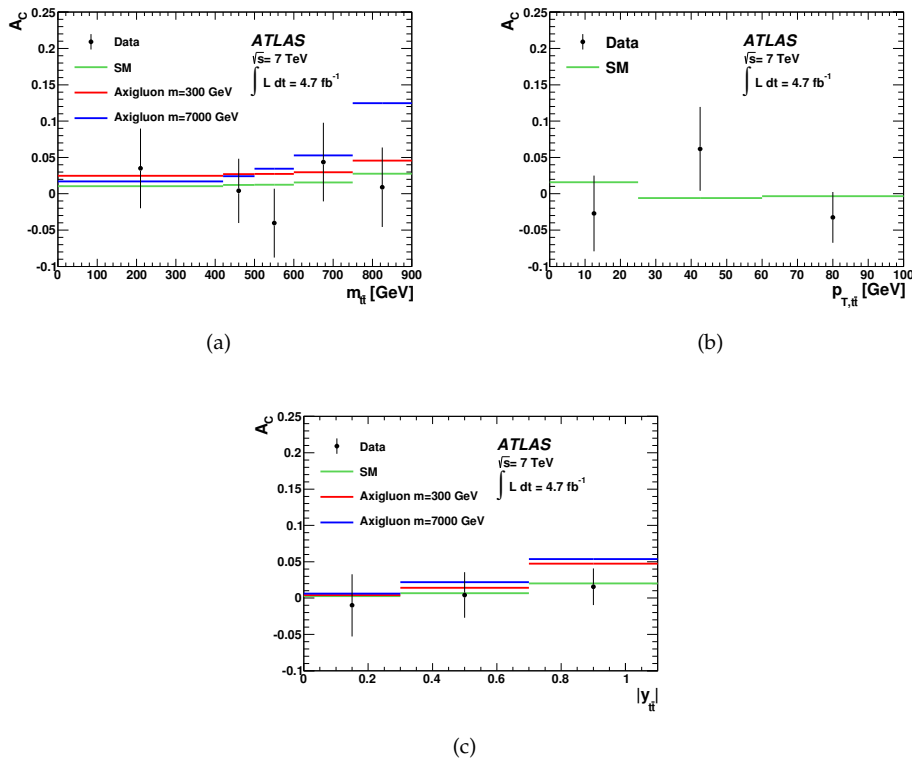 A_C
0.25
0.2
0.15
0.1
0.05
0
-0.05
-0.1
Data
SM
Axigluon m=300 GeV
Axigluon m=7000 GeV
ATLAS
√s= 7 TeV
∫ L dt = 4.7 fb⁻¹
0 100 200 300 400 500 600 700 800 900
m_{tt̄} [GeV]
(a)
A_C
0.25
0.2
0.15
0.1
0.05
0
-0.05
-0.1
Data
SM
ATLAS
√s= 7 TeV
∫ L dt = 4.7 fb⁻¹
0 10 20 30 40 50 60 70 80 90 100
p_{T,tt̄} [GeV]
(b)
A_C
0.25
0.2
0.15
0.1
0.05
0
-0.05
-0.1
Data
SM
Axigluon m=300 GeV
Axigluon m=7000 GeV
ATLAS
√s= 7 TeV
∫ L dt = 4.7 fb⁻¹
0 0.2 0.4 0.6 0.8 1
|y_{tt̄}|
(c)